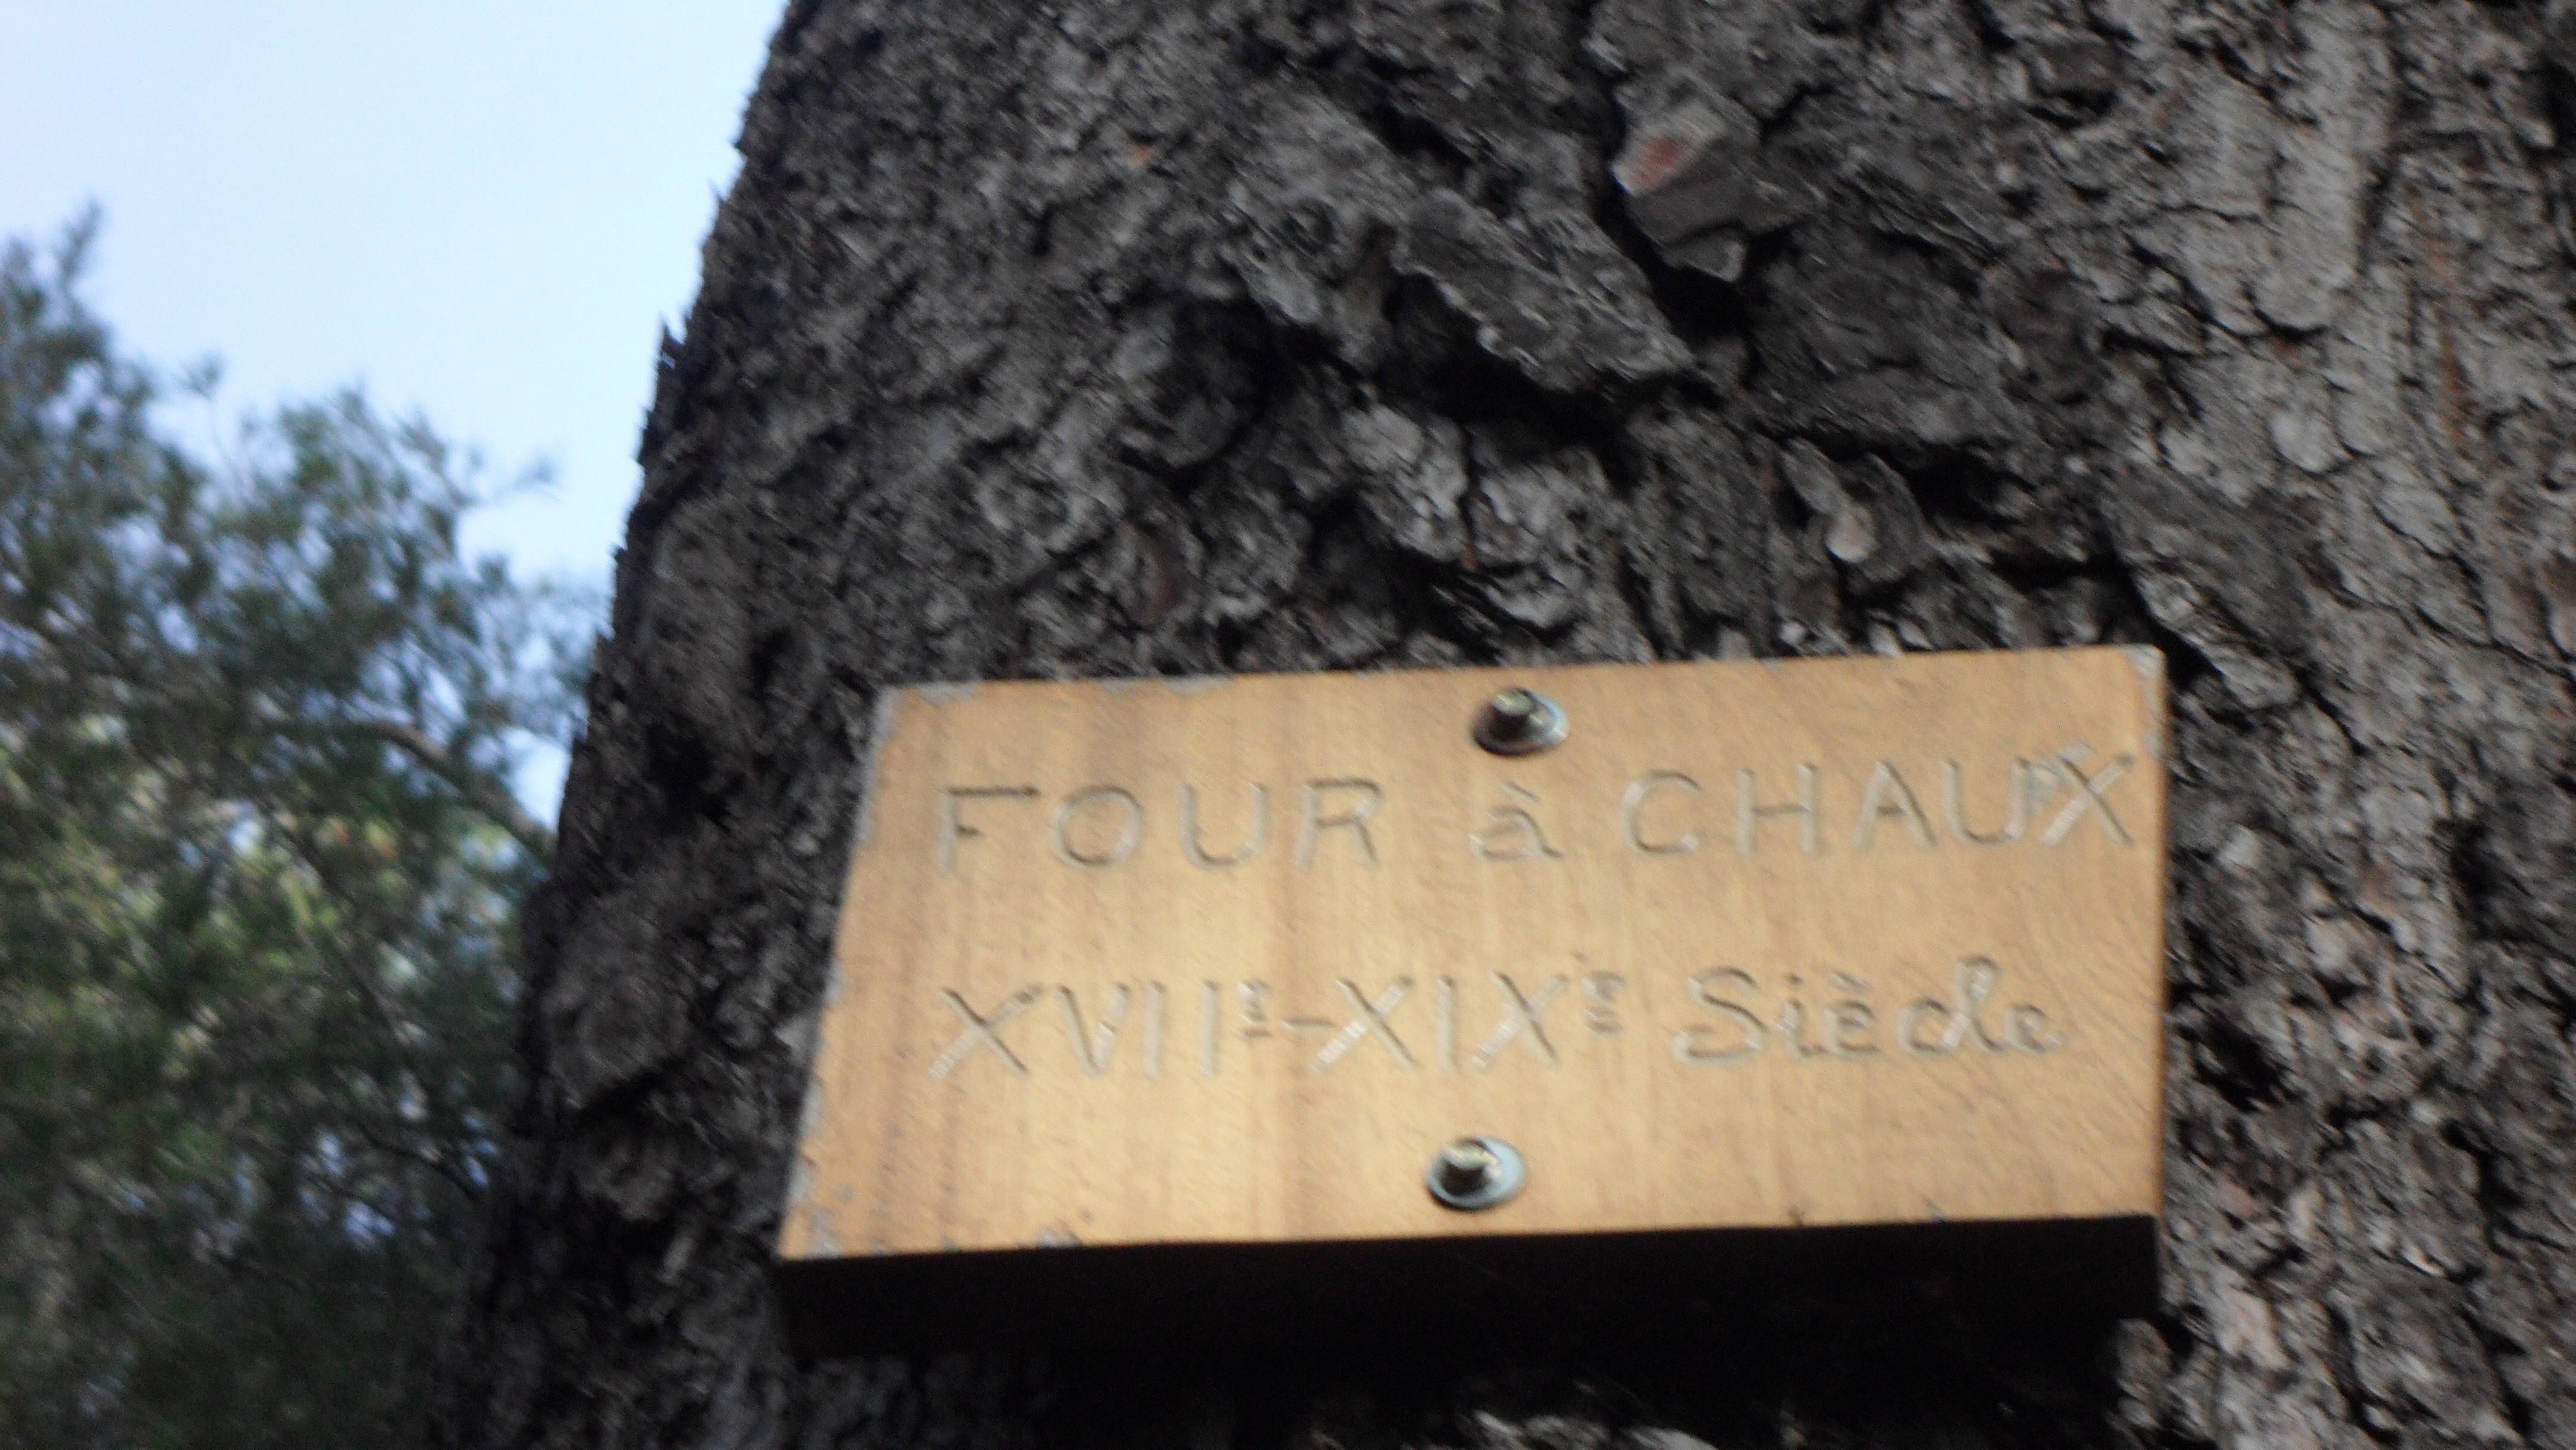 FOUR à CHAUX
XVIIe-XIXe Siècle